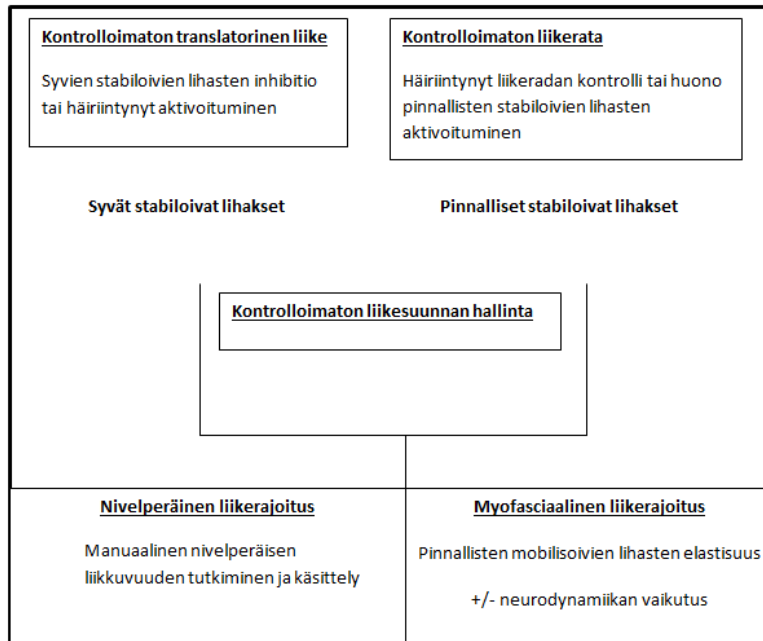 Kontrolloimaton translatorinen liike
Syvien stabiloivien lihasten inhibitio
tai häiriintynyt aktivoituminen
Kontrolloimaton liikerata
Häiriintynyt liikeradan kontrolli tai huono
pinnallisten stabiloivien lihasten
aktivoituminen
Syvät stabiloivat lihakset
Pinnalliset stabiloivat lihakset
Kontrolloimaton liikesuunnan hallinta
Nivelperäinen liikerajoitus
Manuaalinen nivelperäisen
liikkuvuuden tutkiminen ja käsittely
Myofasciaalinen liikerajoitus
Pinnallisten mobilisoivien lihasten elastisuus
+/- neurodynamiikan vaikutus